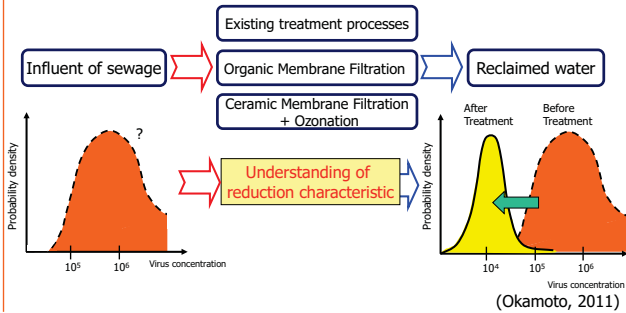 Existing treatment processes
Influent of sewage
Organic Membrane Filtration
Reclaimed water
Ceramic Membrane Filtration
+ Ozonation
Probability density
?
10⁵
10⁶
Virus concentration
Understanding of
reduction characteristic
After
Treatment
Before
Treatment
Probability density
10⁴
10⁵
10⁶
Virus concentration
(Okamoto, 2011)